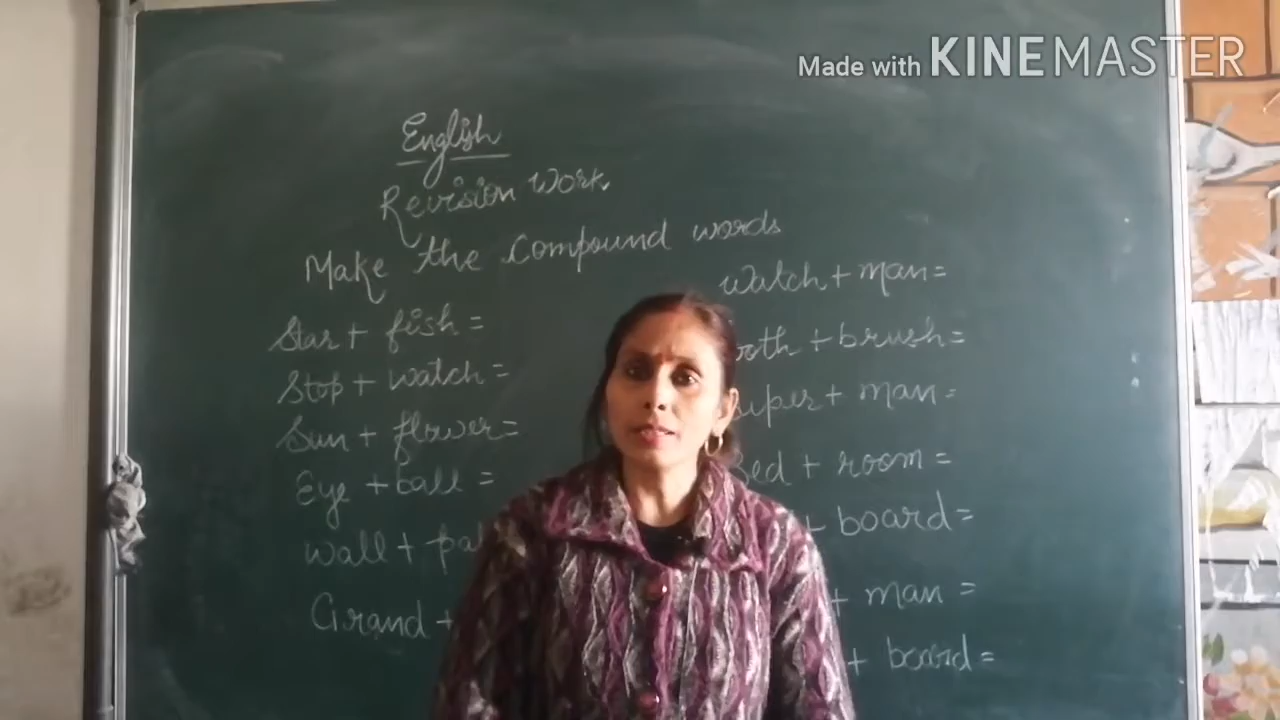 Made with KINEMASTER
English
Revision Work
Make the compound words
Star + fish =
Stop + watch =
Sun + flower =
Eye + ball =
Wall +
Grand +
Watch + man =
+ brush =
+ man =
+ room =
+ board =
+ man =
+ board =